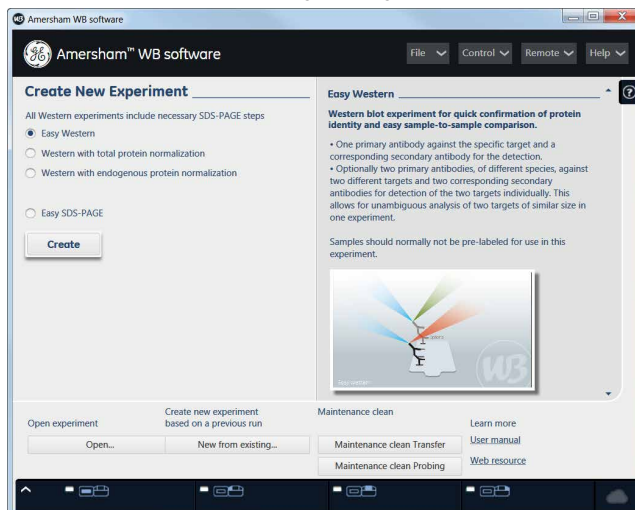 Amersham WB software
Amersham™ WB software
File
Control
Remote
Help
Create New Experiment
All Western experiments include necessary SDS-PAGE steps
Easy Western
Western with total protein normalization
Western with endogenous protein normalization
Easy SDS-PAGE
Create
Easy Western
Western blot experiment for quick confirmation of protein
identity and easy sample-to-sample comparison.
• One primary antibody against the specific target and a
corresponding secondary antibody for the detection.
• Optionally two primary antibodies, of different species, against
two different targets and two corresponding secondary
antibodies for detection of the two targets individually. This
allows for unambiguous analysis of two targets of similar size in
one experiment.
Samples should normally not be pre-labeled for use in this
experiment.
WB
Open experiment
Open...
Create new experiment
based on a previous run
New from existing...
Maintenance clean
Maintenance clean Transfer
Maintenance clean Probing
Learn more
User manual
Web resource